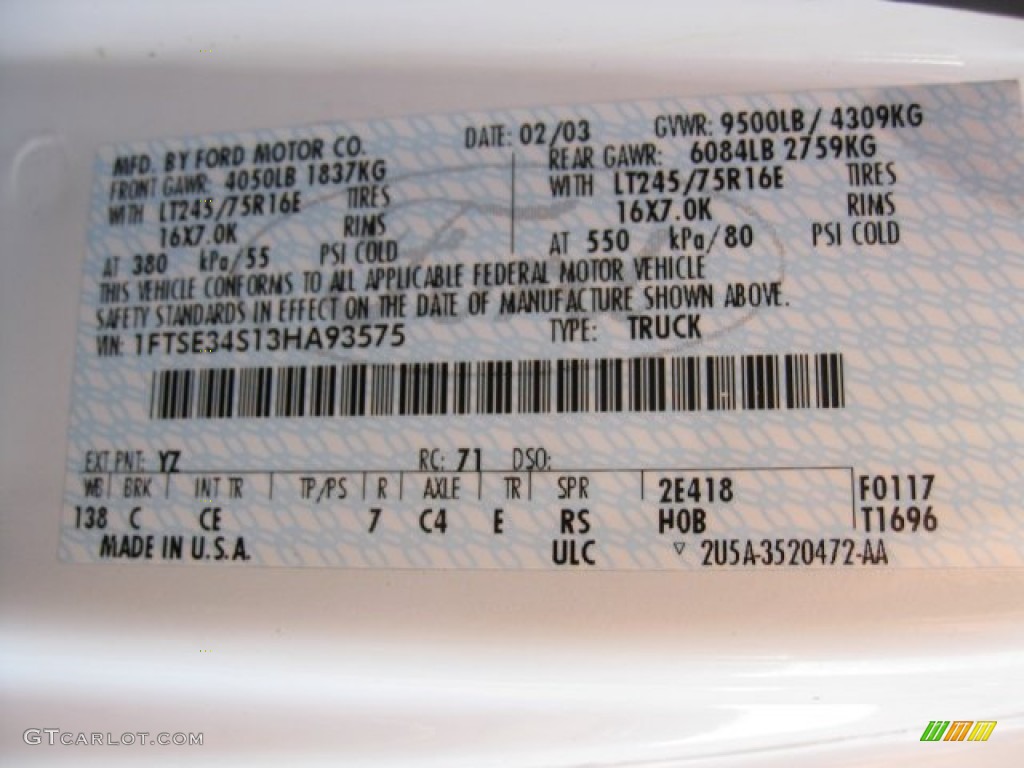 MFD. BY FORD MOTOR CO. DATE: 02/03 GVWR: 9500LB/ 4309KG
FRONT GAWR: 4050LB 1837KG REAR GAWR: 6084LB 2759KG
WITH LT245/75R16E TIRES WITH LT245/75R16E TIRES
16X7.0K RIMS 16X7.0K RIMS
AT 380 kPa/55 PSI COLD AT 550 kPa/80 PSI COLD
THIS VEHICLE CONFORMS TO ALL APPLICABLE FEDERAL MOTOR VEHICLE
SAFETY STANDARDS IN EFFECT ON THE DATE OF MANUFACTURE SHOWN ABOVE.
VIN: 1FTSE34S13HA93575 TYPE: TRUCK
EXT PNT: YZ RC: 71 DSO:
WB BRK INT TR TP/PS R AXLE TR SPR 2E418 F0117
138 C CE 7 C4 E RS H0B T1696
MADE IN U.S.A. ULC ▽ 2U5A-3520472-AA
GTCARLOT.COM